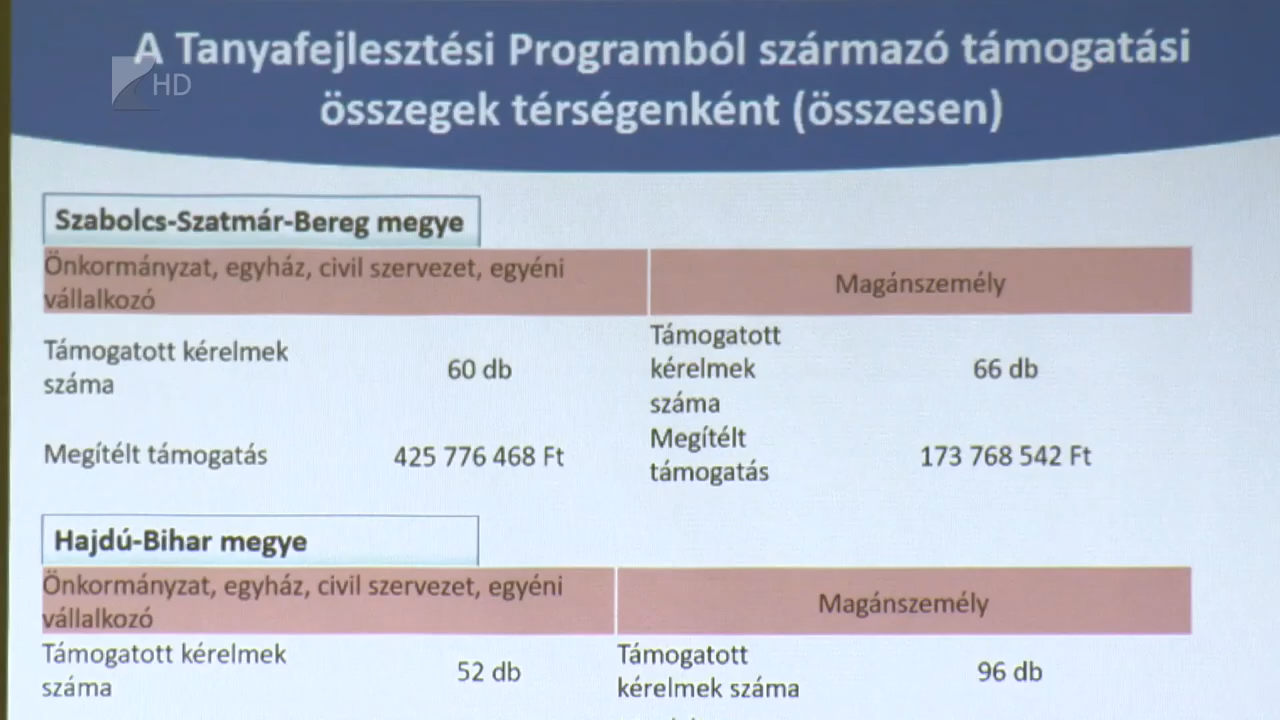 A Tanyafejlesztési Programból származó támogatási
HD
összegek térségenként (összesen)
Szabolcs-Szatmár-Bereg megye
Önkormányzat, egyház, civil szervezet, egyéni
vállalkozó
Magánszemély
Támogatott kérelmek
száma
60 db
Támogatott
kérelmek
száma
66 db
Megítélt támogatás
425 776 468 Ft
Megítélt
támogatás
173 768 542 Ft
Hajdú-Bihar megye
Önkormányzat, egyház, civil szervezet, egyéni
vállalkozó
Magánszemély
Támogatott kérelmek
száma
52 db
Támogatott
kérelmek száma
96 db